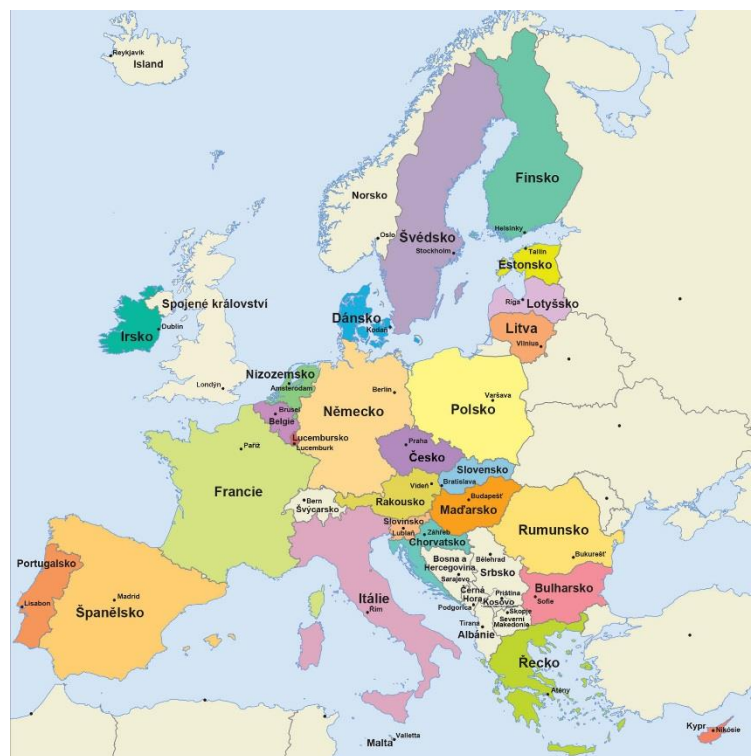 Reykjavík
Island
Finsko
Norsko
Helsinky
Oslo
Švédsko
Stockholm
Tallin
Estonsko
Riga
Lotyšsko
Spojené království
Dánsko
Kodaň
Litva
Vilnius
Dublin
Irsko
Londýn
Nizozemsko
Amsterodam
Berlín
Německo
Varšava
Polsko
Brusel
Belgie
Lucembursko
Lucemburk
Praha
Česko
Paříž
Francie
Slovensko
Vídeň
Bratislava
Rakousko
Budapešť
Maďarsko
Bern
Švýcarsko
Slovinsko
Lublaň
Záhřeb
Chorvatsko
Rumunsko
Bukurešť
Bosna a
Hercegovina
Sarajevo
Bělehrad
Srbsko
Portugalsko
Lisabon
Madrid
Španělsko
Itálie
Řím
Černá
Hora
Podgorica
Priština
Kosovo
Bulharsko
Sofie
Skopje
Severní
Makedonie
Tirana
Albánie
Řecko
Atény
Valletta
Malta
Kypr
Nikósie